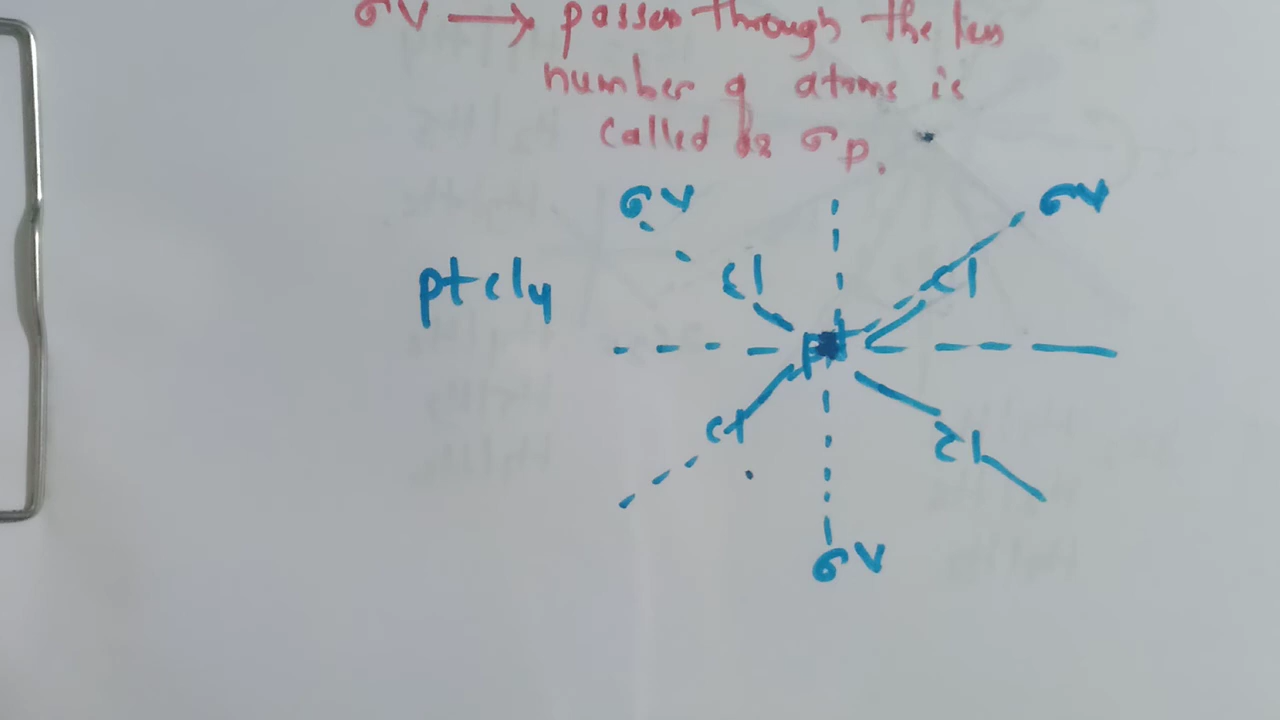 σv → passes through the less
number of atoms is
called as σp.
σv
σv
ptcl4
cl
cl
pt
cl
cl
σv